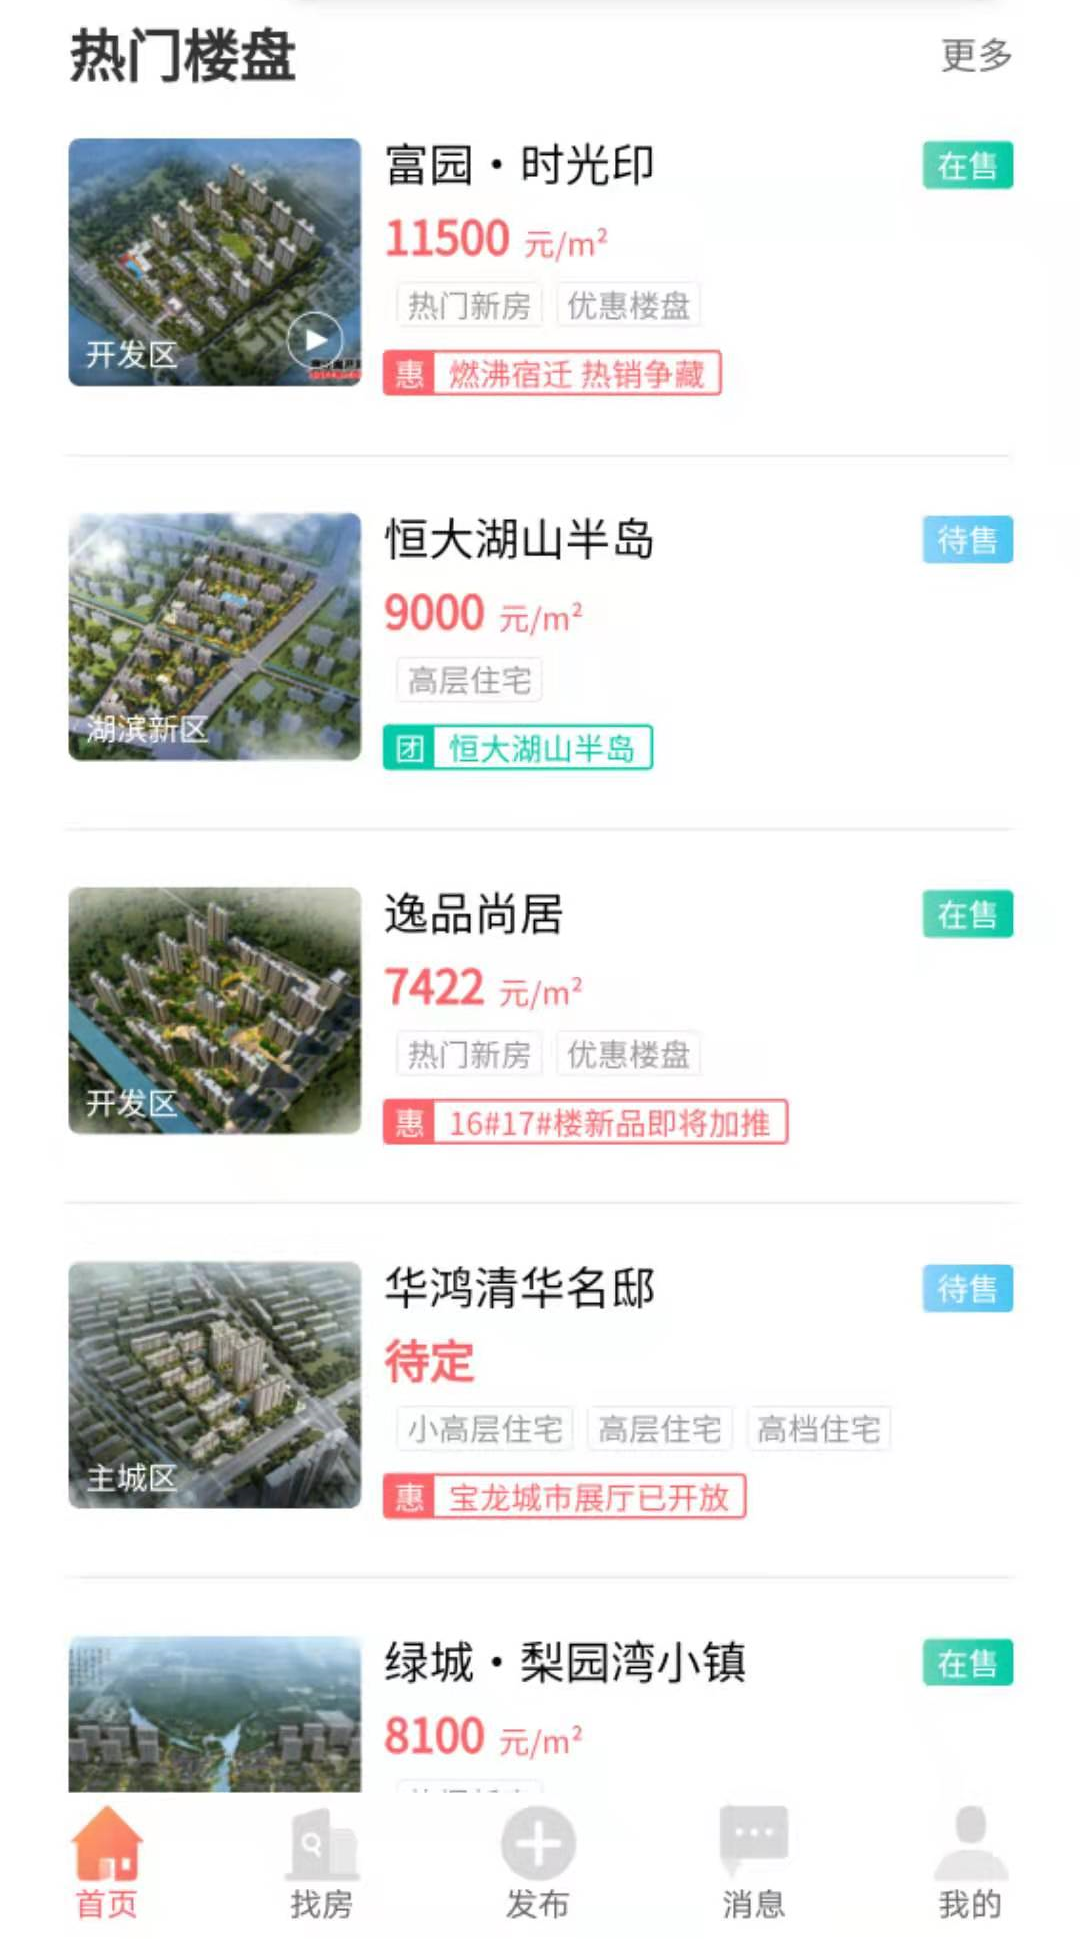 热门楼盘
更多
富园·时光印
在售
11500 元/m²
热门新房 优惠楼盘
惠 燃沸宿迁 热销争藏
开发区
恒大湖山半岛
待售
9000 元/m²
高层住宅
团 恒大湖山半岛
湖滨新区
逸品尚居
在售
7422 元/m²
热门新房 优惠楼盘
惠 16#17#楼新品即将加推
开发区
华鸿清华名邸
待售
待定
小高层住宅 高层住宅 高档住宅
惠 宝龙城市展厅已开放
主城区
绿城·梨园湾小镇
在售
8100 元/m²
首页 找房 发布 消息 我的